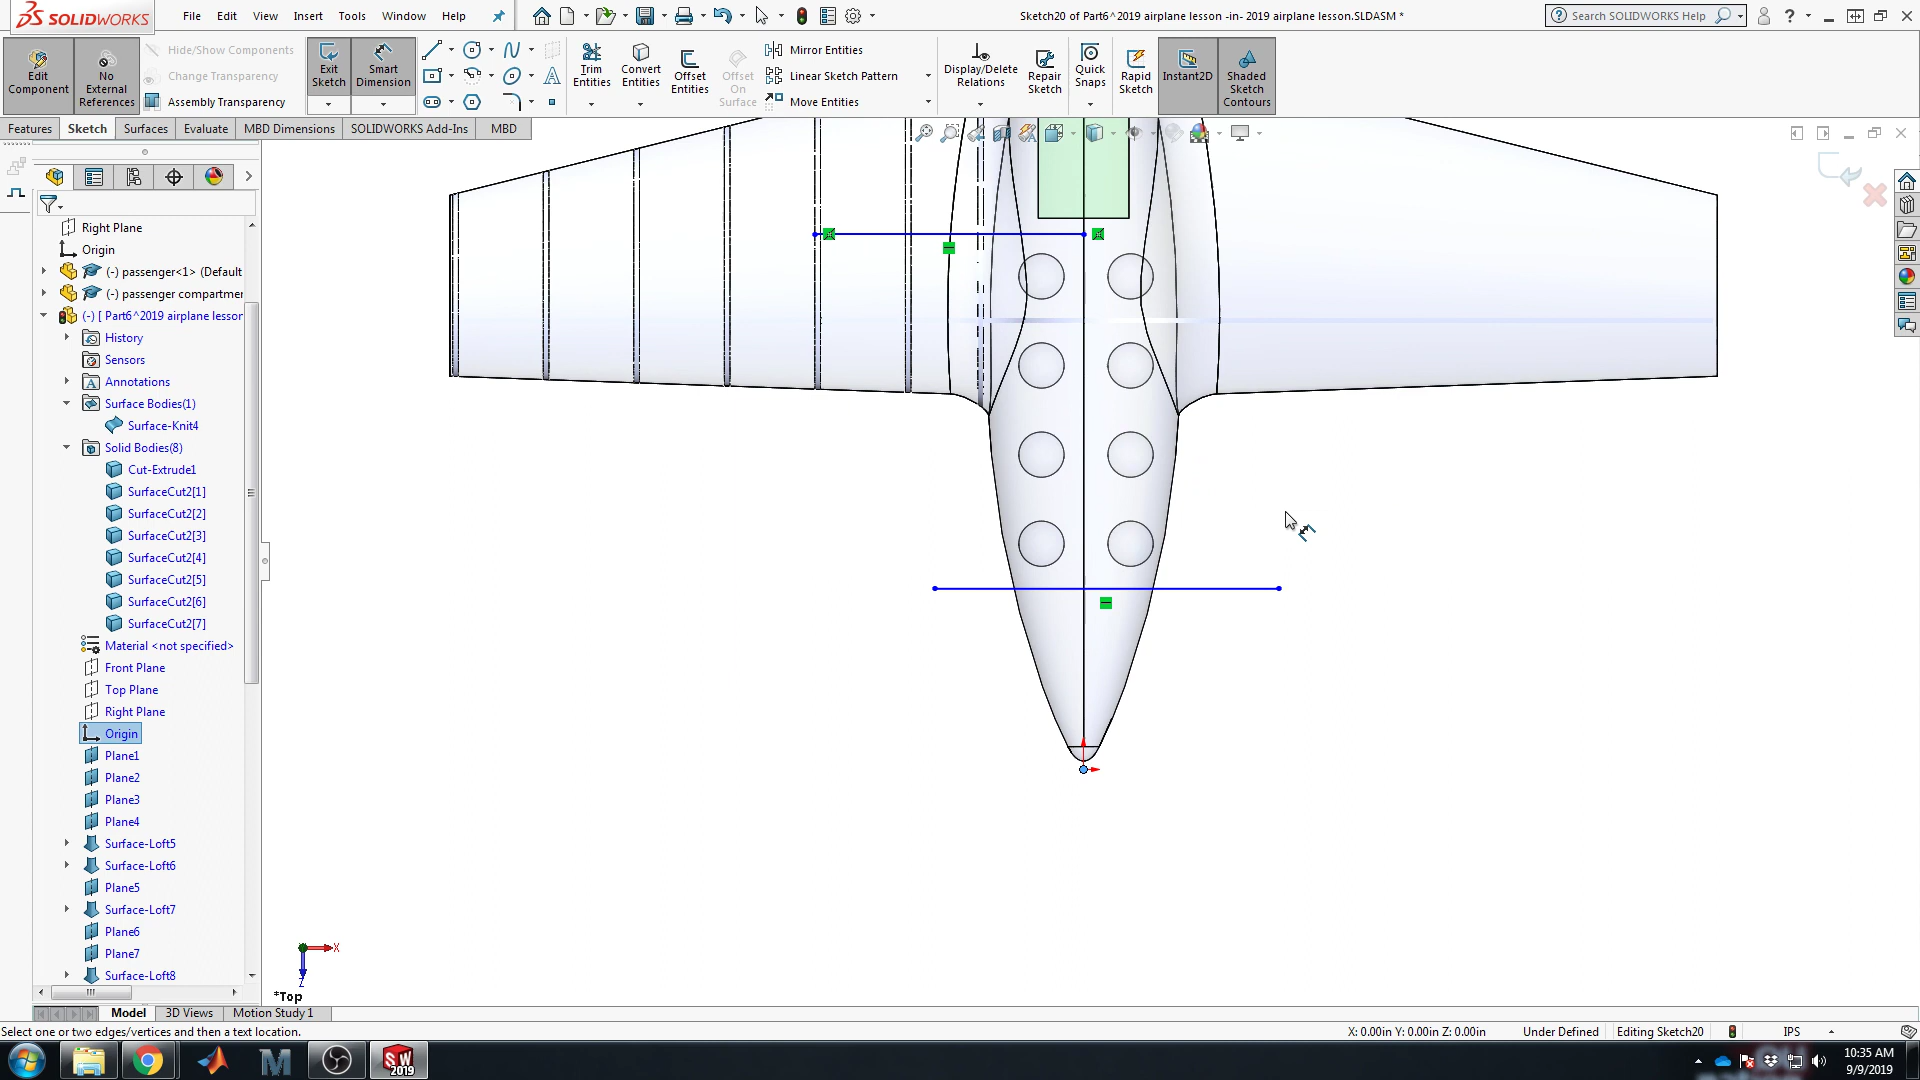 SOLIDWORKS
File
Edit
View
Insert
Tools
Window
Help
Sketch20 of Part6^2019 airplane lesson -in- 2019 airplane lesson.SLDASM *
Search SOLIDWORKS Help
Edit Component
No External References
Hide/Show Components
Change Transparency
Assembly Transparency
Exit Sketch
Smart Dimension
Trim Entities
Convert Entities
Offset Entities
Offset On Surface
Mirror Entities
Linear Sketch Pattern
Move Entities
Display/Delete Relations
Repair Sketch
Quick Snaps
Rapid Sketch
Instant2D
Shaded Sketch Contours
Features
Sketch
Surfaces
Evaluate
MBD Dimensions
SOLIDWORKS Add-Ins
MBD
Right Plane
Origin
(-) passenger<1> (Default
(-) passenger compartmer
(-) [ Part6^2019 airplane lesson
History
Sensors
Annotations
Surface Bodies(1)
Surface-Knit4
Solid Bodies(8)
Cut-Extrude1
SurfaceCut2[1]
SurfaceCut2[2]
SurfaceCut2[3]
SurfaceCut2[4]
SurfaceCut2[5]
SurfaceCut2[6]
SurfaceCut2[7]
Material <not specified>
Front Plane
Top Plane
Right Plane
Origin
Plane1
Plane2
Plane3
Plane4
Surface-Loft5
Surface-Loft6
Plane5
Surface-Loft7
Plane6
Plane7
Surface-Loft8
X
Z
*Top
Model
3D Views
Motion Study 1
Select one or two edges/vertices and then a text location.
X: 0.00in Y: 0.00in Z: 0.00in
Under Defined
Editing Sketch20
IPS
SW
2019
10:35 AM
9/9/2019